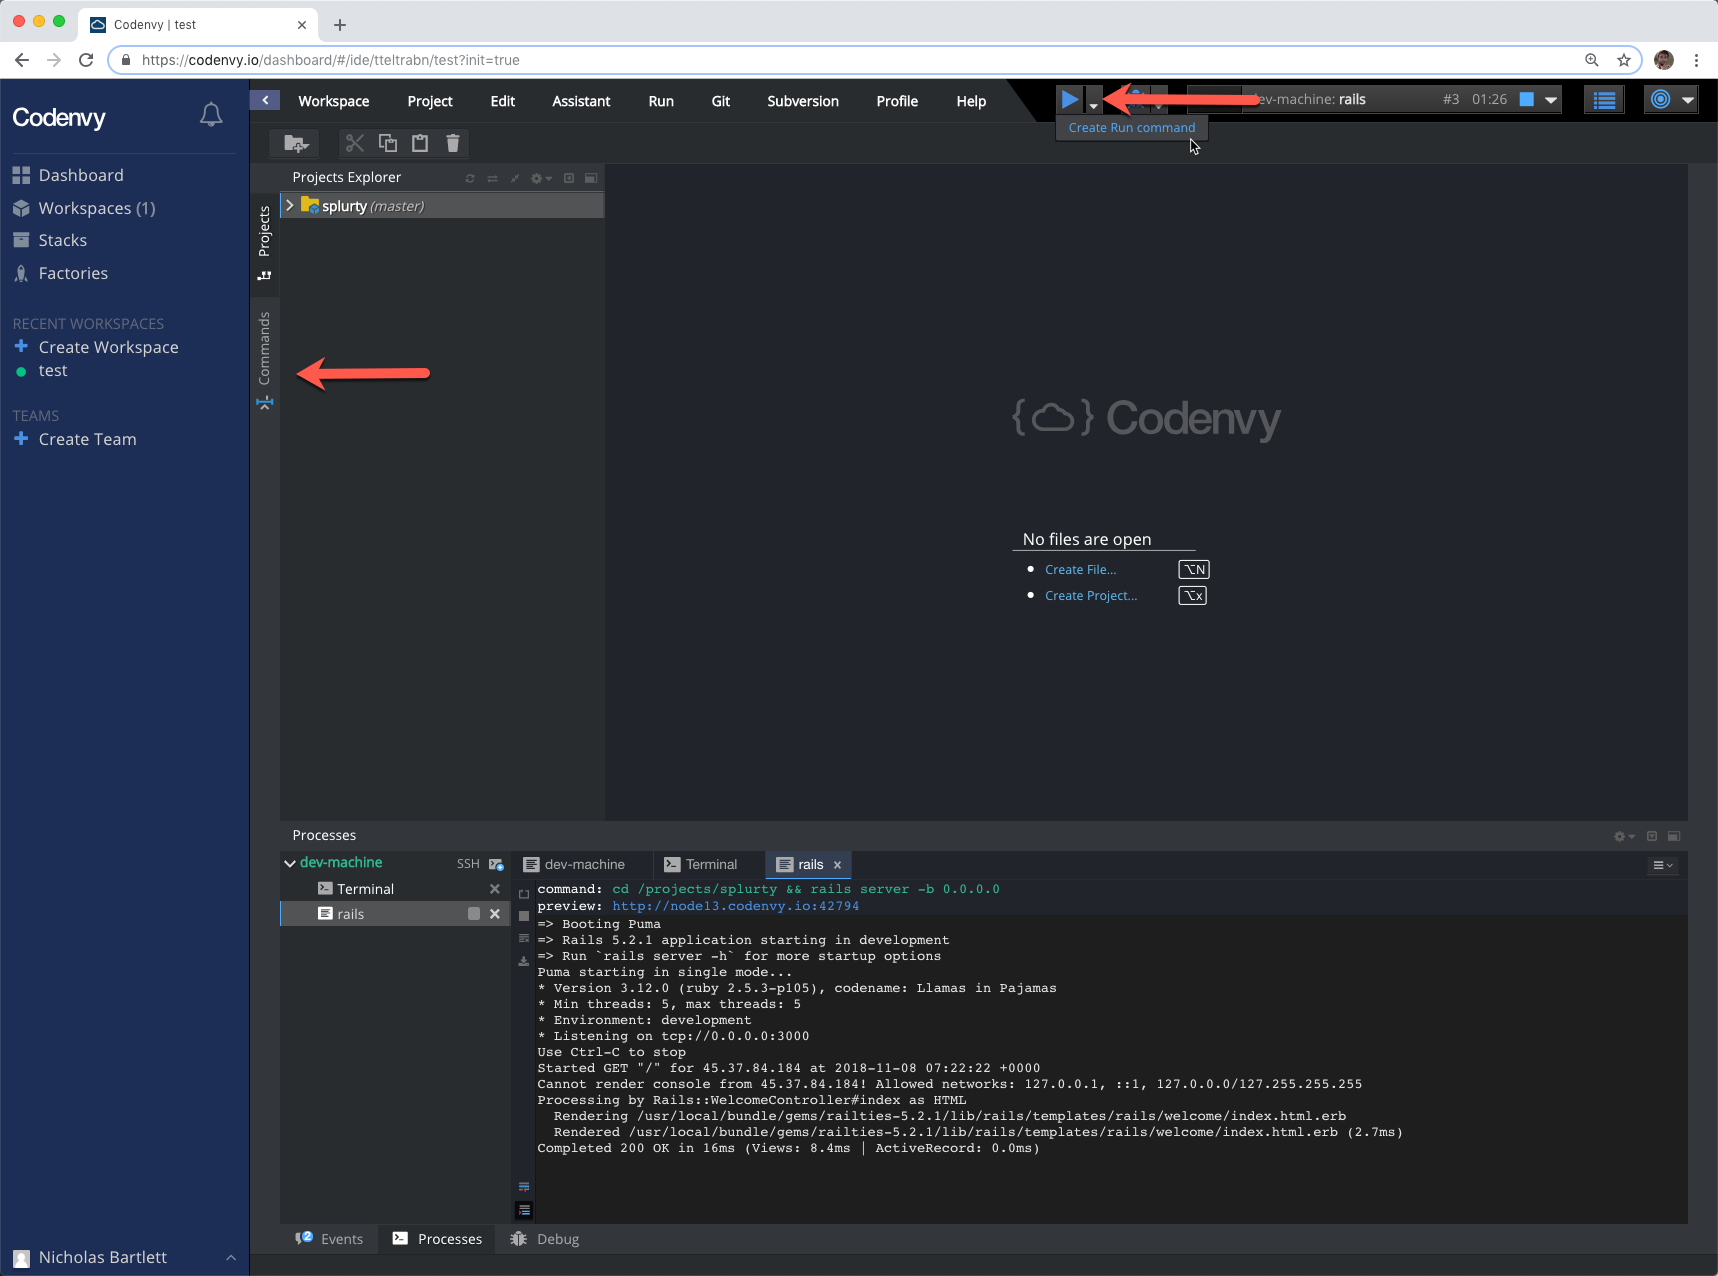 Codenvy | test
https://codenvy.io/dashboard/#/ide/tteltrabn/test?init=true
Codenvy
Workspace Project Edit Assistant Run Git Subversion Profile Help
ev-machine: rails #3 01:26
Create Run command
Dashboard
Workspaces (1)
Stacks
Factories
RECENT WORKSPACES
Create Workspace
test
TEAMS
Create Team
Nicholas Bartlett
Projects
Commands
Projects Explorer
splurty (master)
{ } Codenvy
No files are open
Create File... ⌥N
Create Project... ⌥x
Processes
dev-machine SSH
Terminal
rails
dev-machine Terminal rails
command: cd /projects/splurty && rails server -b 0.0.0.0
preview: http://node13.codenvy.io:42794
=> Booting Puma
=> Rails 5.2.1 application starting in development
=> Run `rails server -h` for more startup options
Puma starting in single mode...
* Version 3.12.0 (ruby 2.5.3-p105), codename: Llamas in Pajamas
* Min threads: 5, max threads: 5
* Environment: development
* Listening on tcp://0.0.0.0:3000
Use Ctrl-C to stop
Started GET "/" for 45.37.84.184 at 2018-11-08 07:22:22 +0000
Cannot render console from 45.37.84.184! Allowed networks: 127.0.0.1, ::1, 127.0.0.0/127.255.255.255
Processing by Rails::WelcomeController#index as HTML
Rendering /usr/local/bundle/gems/railties-5.2.1/lib/rails/templates/rails/welcome/index.html.erb
Rendered /usr/local/bundle/gems/railties-5.2.1/lib/rails/templates/rails/welcome/index.html.erb (2.7ms)
Completed 200 OK in 16ms (Views: 8.4ms | ActiveRecord: 0.0ms)
2 Events Processes Debug